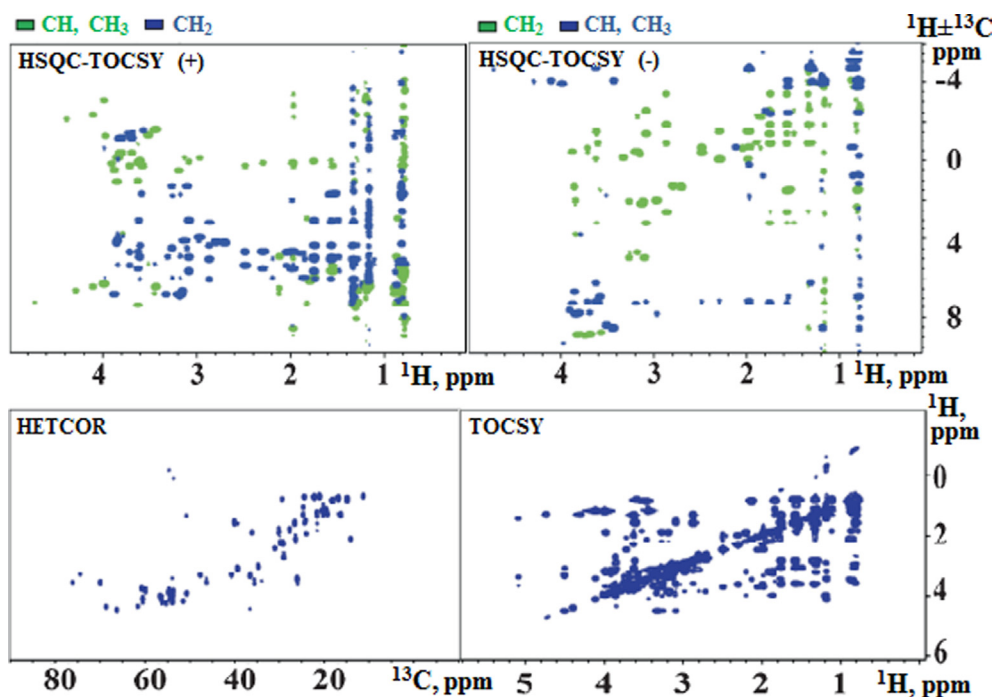 CH, CH₃ CH₂
CH₂ CH, CH₃
¹H±¹³C
ppm
HSQC-TOCSY (+)
HSQC-TOCSY (-)
-4
0
4
8
4 3 2 1 ¹H, ppm
4 3 2 1 ¹H, ppm
HETCOR
TOCSY
¹H,
ppm
0
2
4
6
80 60 40 20 ¹³C, ppm
5 4 3 2 1 ¹H, ppm